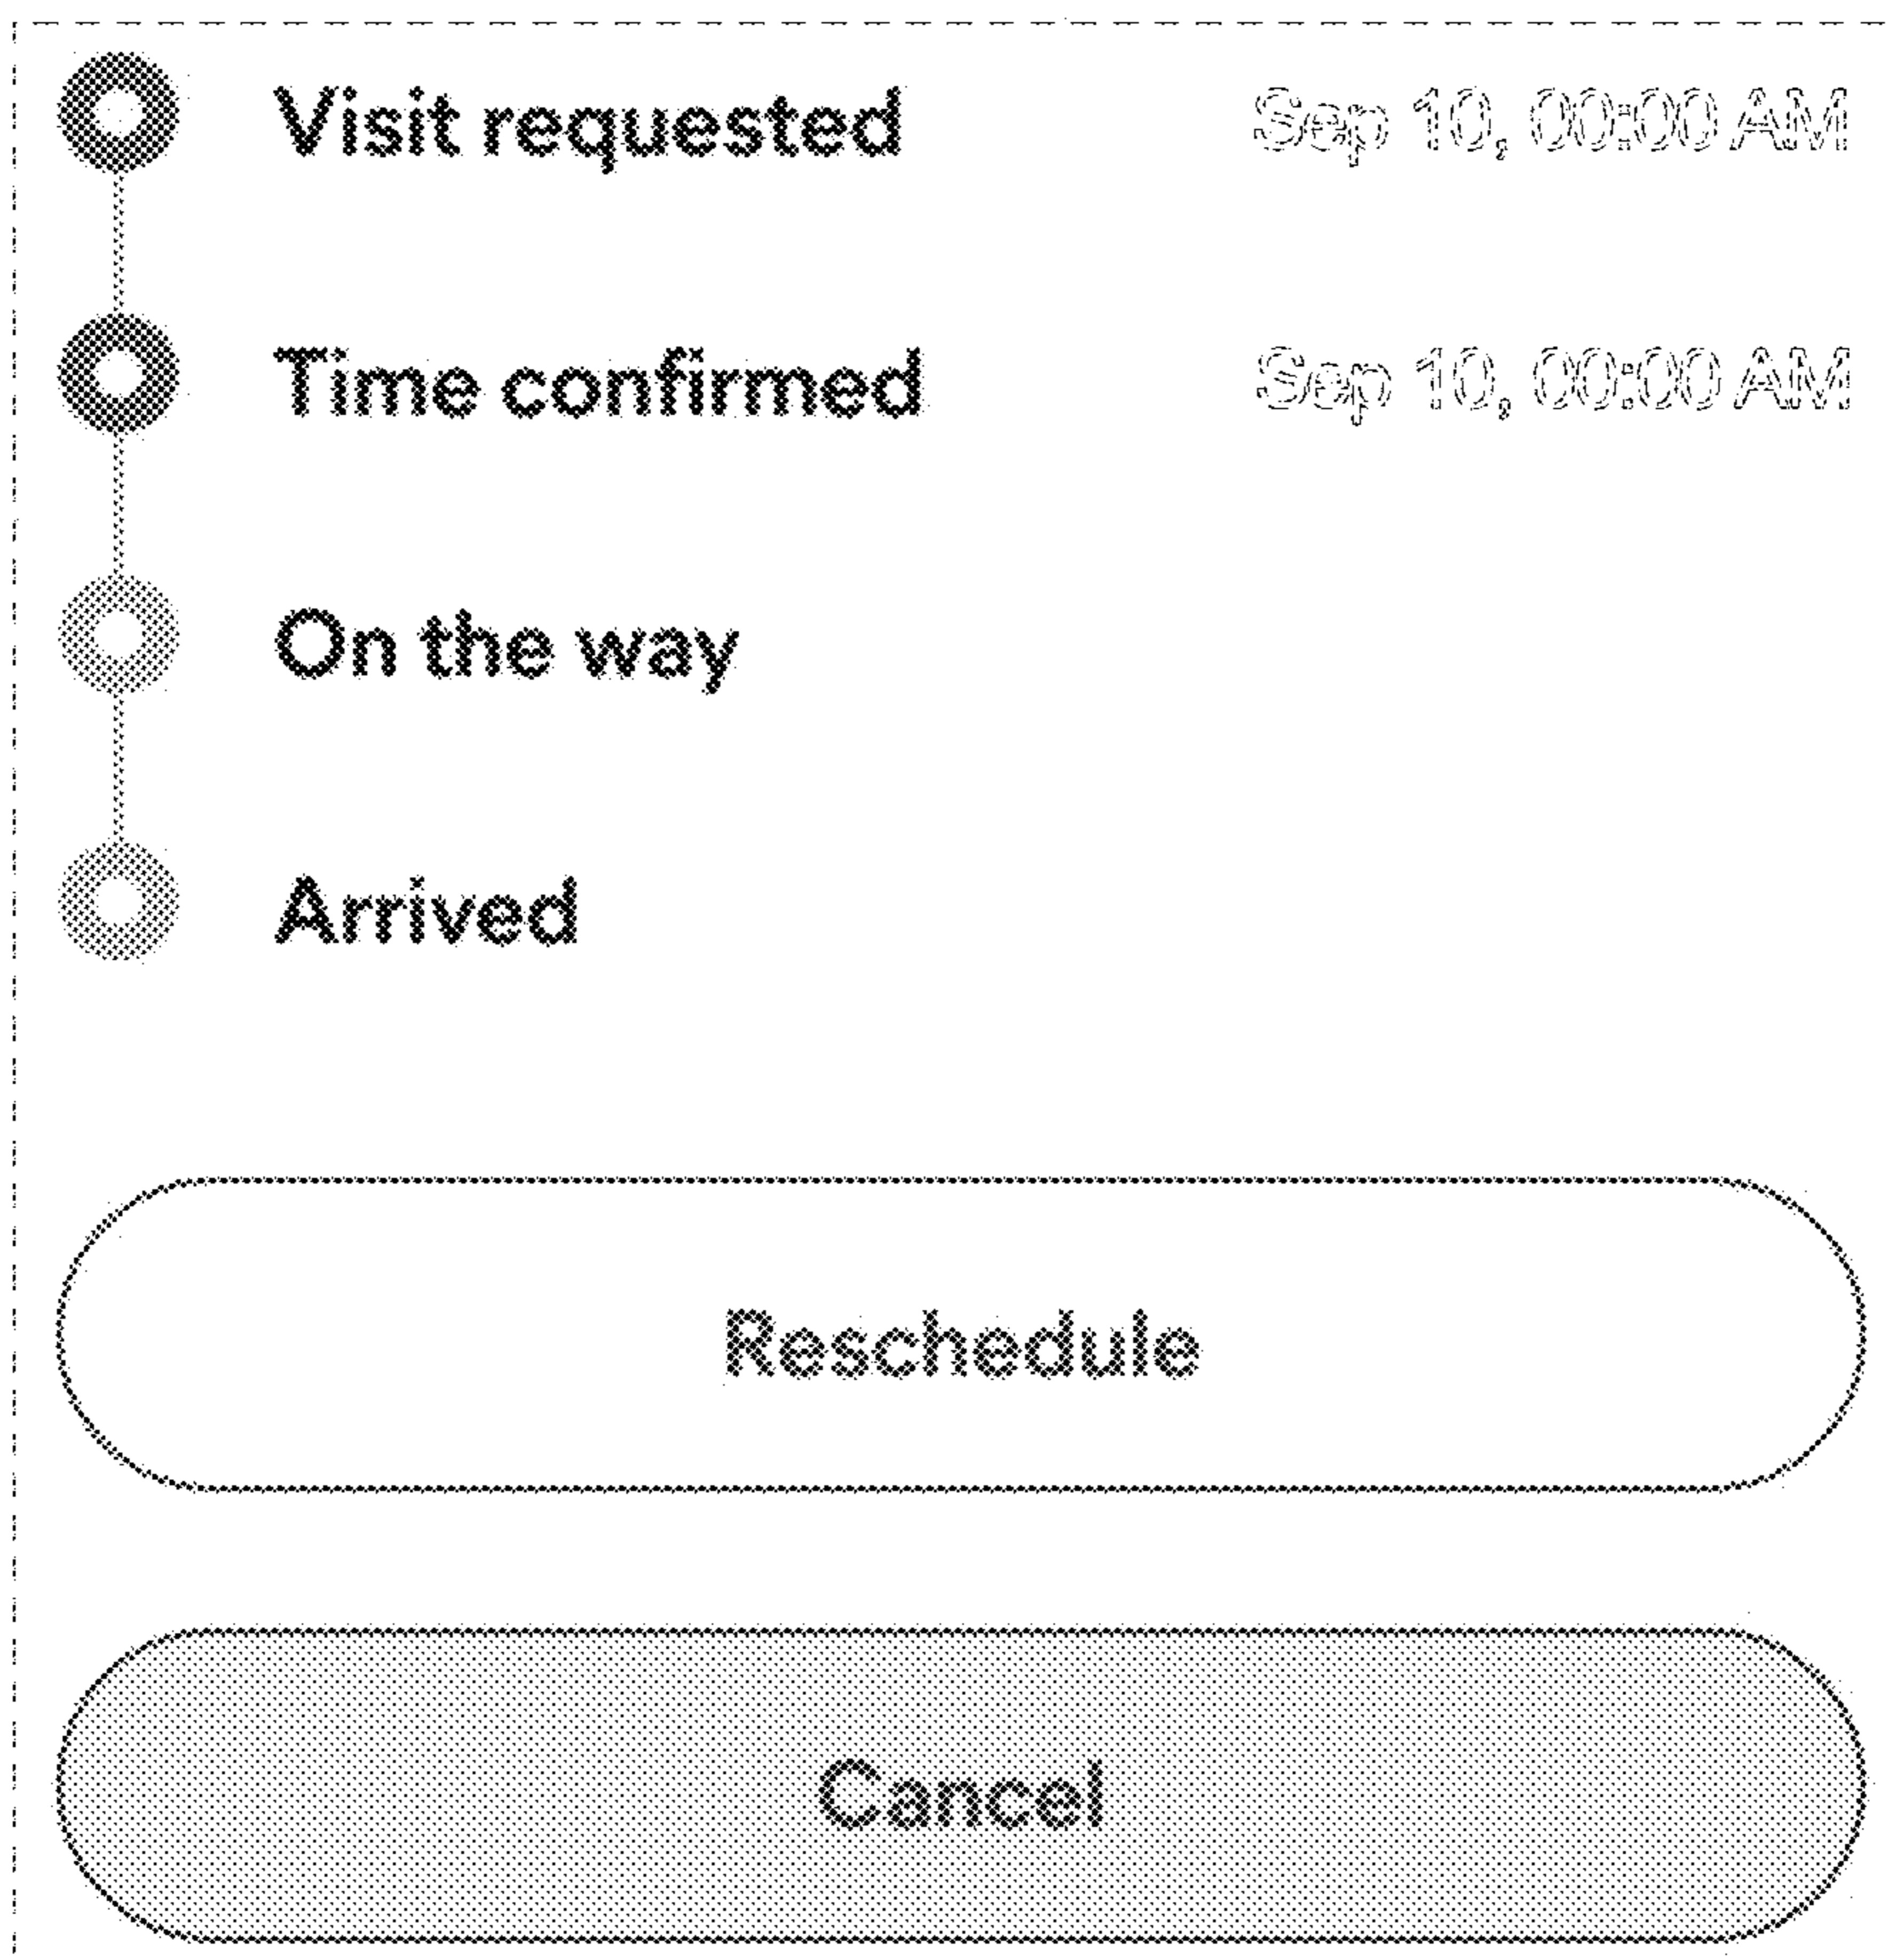 Visit requested Sep 10, 00:00 AM
Time confirmed Sep 10, 00:00 AM
On the way
Arrived
Reschedule
Cancel